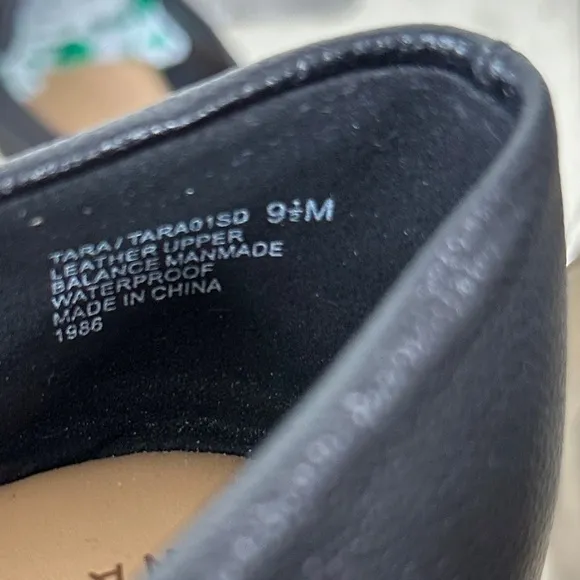 TARA / TARA01SD 9½M
LEATHER UPPER
BALANCE MANMADE
WATERPROOF
MADE IN CHINA
1986